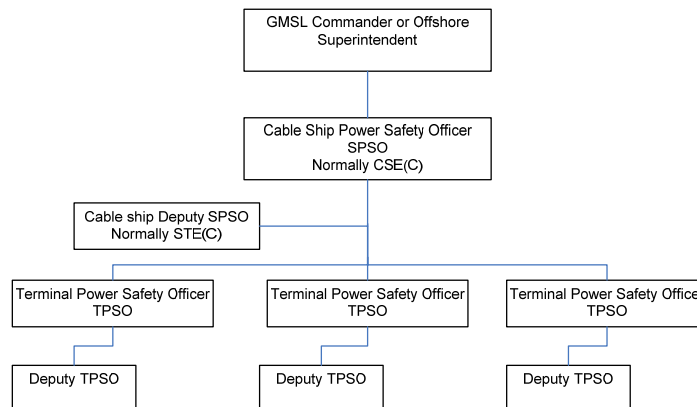 GMSL Commander or Offshore
Superintendent
Cable Ship Power Safety Officer
SPSO
Normally CSE(C)
Cable ship Deputy SPSO
Normally STE(C)
Terminal Power Safety Officer
TPSO
Terminal Power Safety Officer
TPSO
Terminal Power Safety Office
TPSO
Deputy TPSO
Deputy TPSO
Deputy TPSO